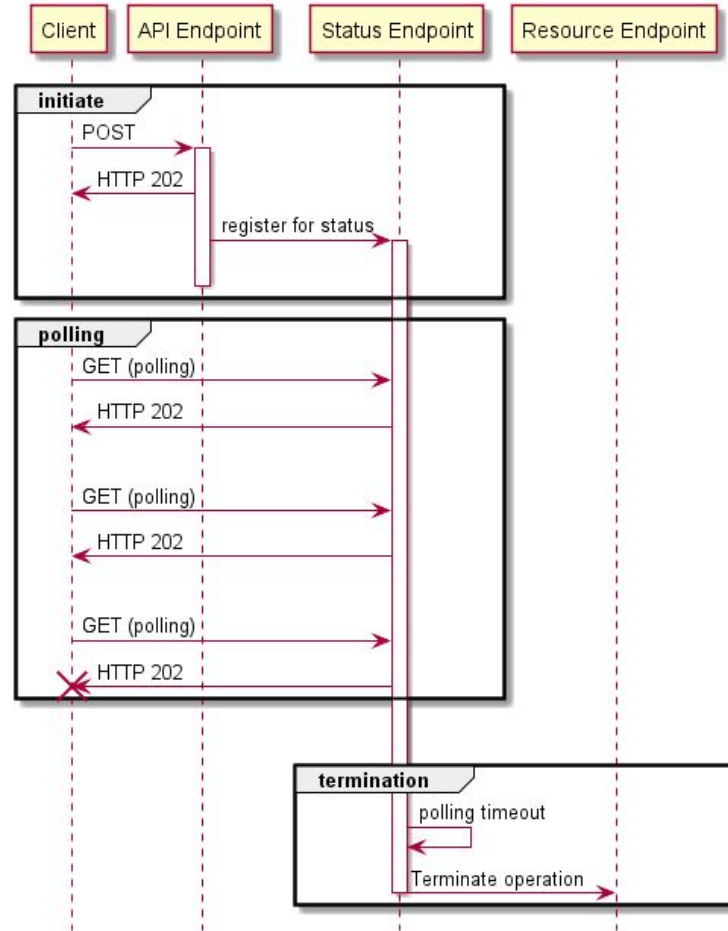 Client
API Endpoint
Status Endpoint
Resource Endpoint
initiate
POST
HTTP 202
register for status
polling
GET (polling)
HTTP 202
GET (polling)
HTTP 202
GET (polling)
HTTP 202
termination
polling timeout
Terminate operation